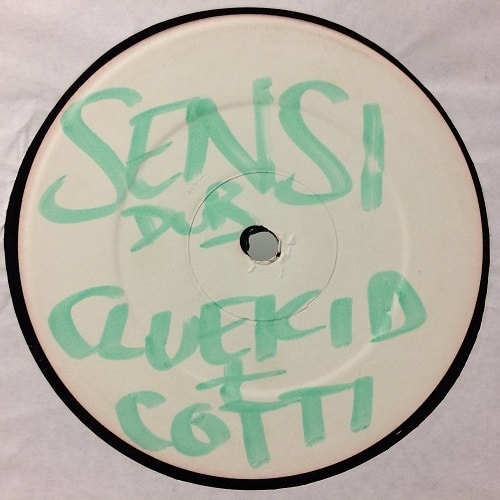 SENSI
DUB
CLUEKID
+
COTTI